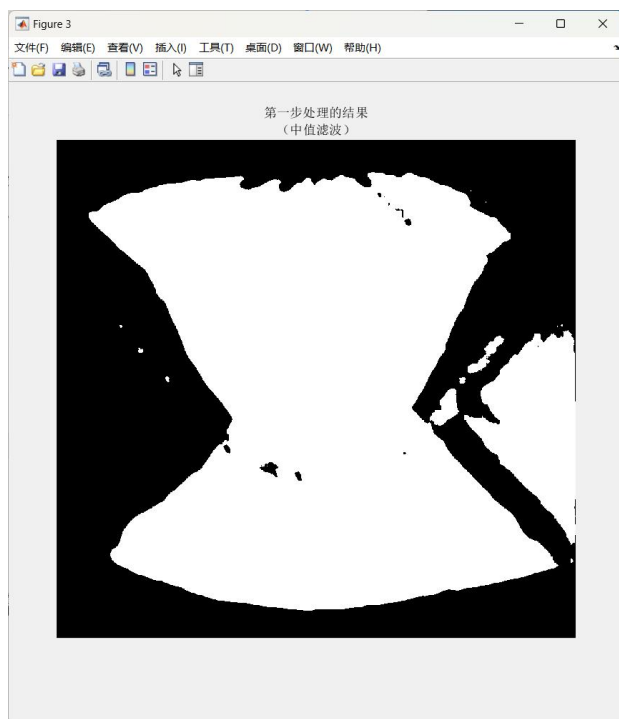 Figure 3
文件(F) 编辑(E) 查看(V) 插入(I) 工具(T) 桌面(D) 窗口(W) 帮助(H)
第一步处理的结果
（中值滤波）